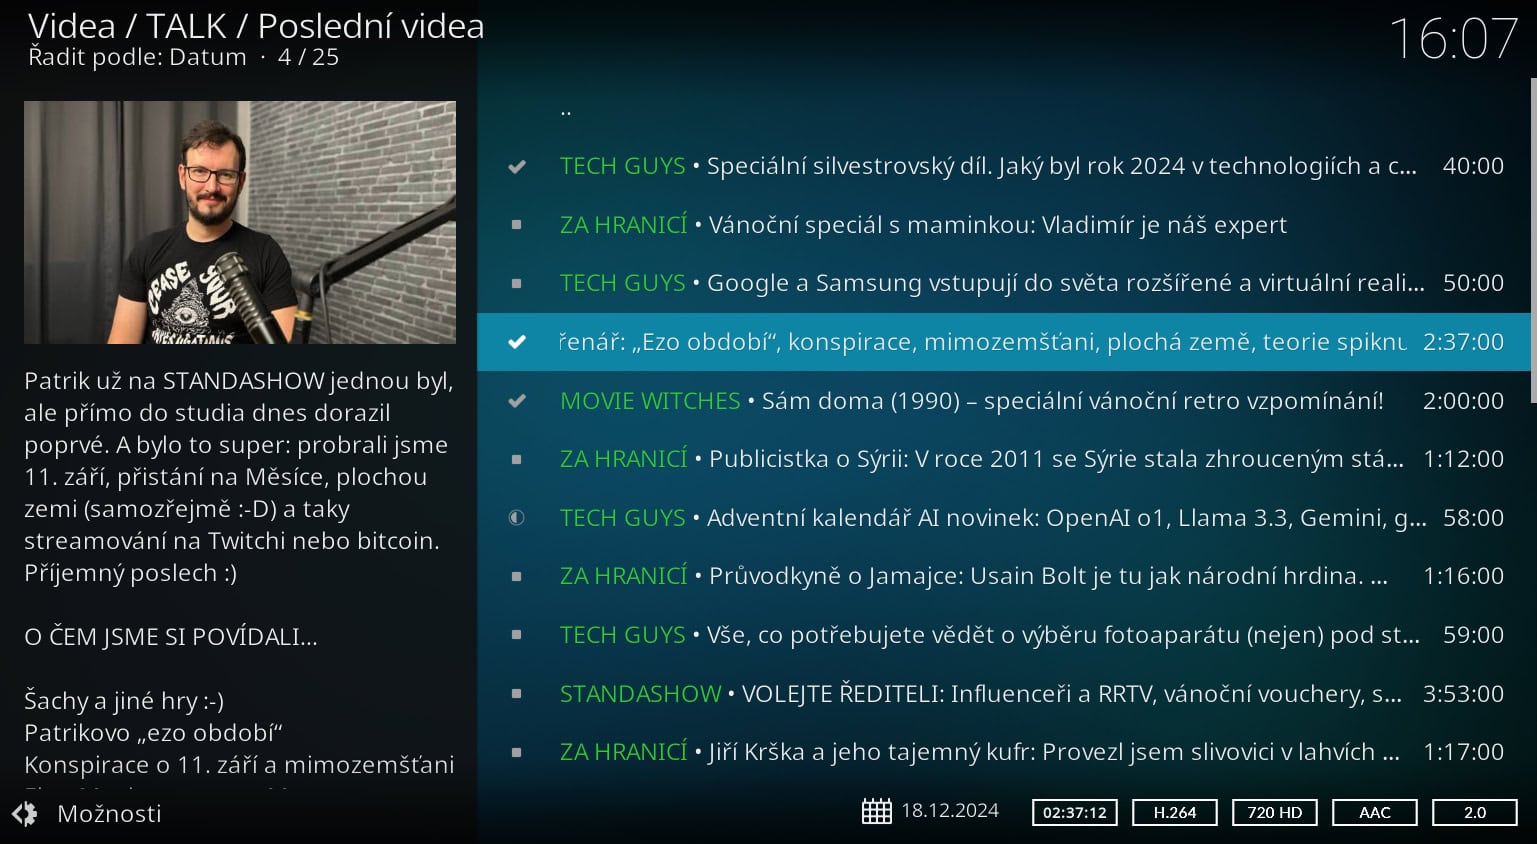 Videa / TALK / Poslední videa
Řadit podle: Datum · 4 / 25
16:07
CEASE YOUR
INVESTIGATIONS
Patrik už na STANDASHOW jednou byl,
ale přímo do studia dnes dorazil
poprvé. A bylo to super: probrali jsme
11. září, přistání na Měsíce, plochou
zemi (samozřejmě :-D) a taky
streamování na Twitchi nebo bitcoin.
Příjemný poslech :)
O ČEM JSME SI POVÍDALI...
Šachy a jiné hry :-)
Patrikovo „ezo období“
Konspirace o 11. září a mimozemšťani
Možnosti
..
TECH GUYS • Speciální silvestrovský díl. Jaký byl rok 2024 v technologiích a c... 40:00
ZA HRANICÍ • Vánoční speciál s maminkou: Vladimír je náš expert
TECH GUYS • Google a Samsung vstupují do světa rozšířené a virtuální reali... 50:00
řenář: „Ezo období“, konspirace, mimozemšťani, plochá země, teorie spiknu 2:37:00
MOVIE WITCHES • Sám doma (1990) – speciální vánoční retro vzpomínání! 2:00:00
ZA HRANICÍ • Publicistka o Sýrii: V roce 2011 se Sýrie stala zhrouceným stá... 1:12:00
TECH GUYS • Adventní kalendář AI novinek: OpenAI o1, Llama 3.3, Gemini, g... 58:00
ZA HRANICÍ • Průvodkyně o Jamajce: Usain Bolt je tu jak národní hrdina. ... 1:16:00
TECH GUYS • Vše, co potřebujete vědět o výběru fotoaparátu (nejen) pod st... 59:00
STANDASHOW • VOLEJTE ŘEDITELI: Influenceři a RRTV, vánoční vouchery, s... 3:53:00
ZA HRANICÍ • Jiří Krška a jeho tajemný kufr: Provezl jsem slivovici v lahvích ... 1:17:00
18.12.2024
02:37:12
H.264
720 HD
AAC
2.0